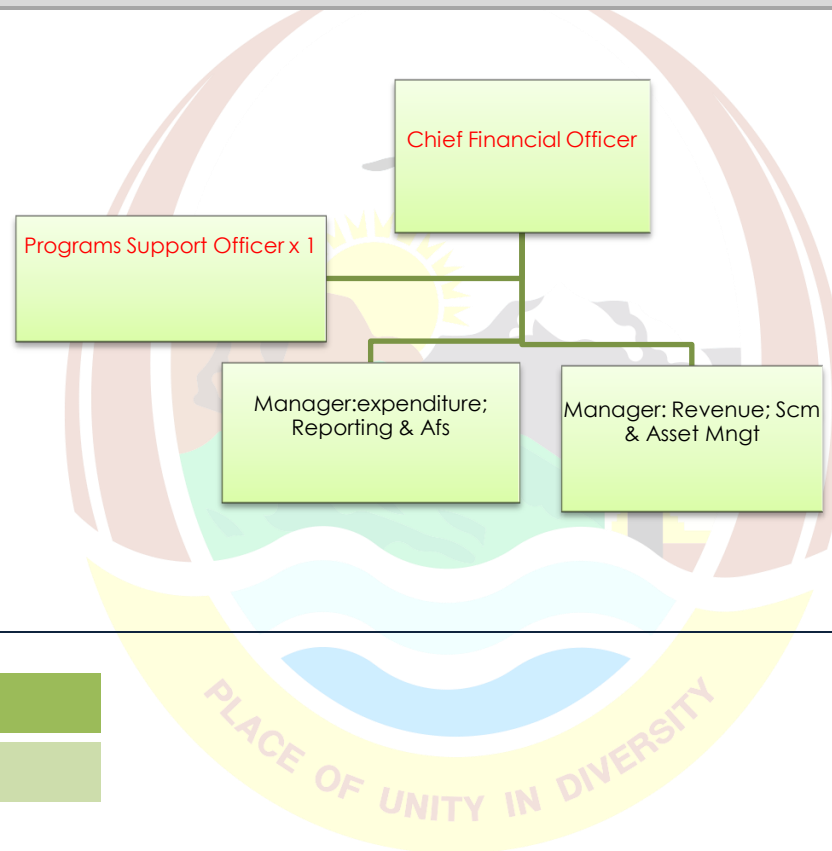 Chief Financial Officer
Programs Support Officer x 1
Manager:expenditure;
Reporting & Afs
Manager: Revenue; Scm
& Asset Mngt
PLACE OF UNITY IN DIVERSITY